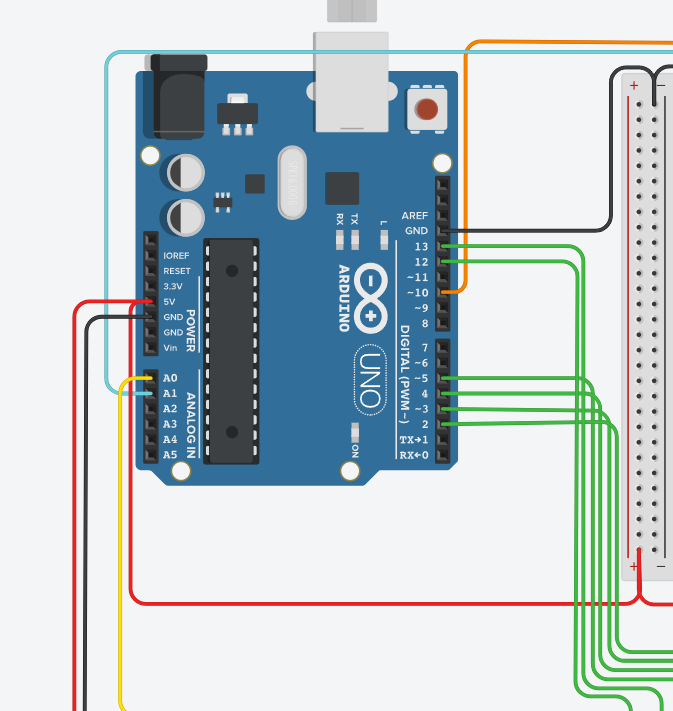 + −
AREF
GND
13
12
~11
~10
~9
8
7
~6
~5
4
~3
2
TX→1
RX←0
DIGITAL (PWM~)
IOREF
RESET
3.3V
5V
GND
GND
Vin
POWER
A0
A1
A2
A3
A4
A5
ANALOG IN
RX
TX
L
ARDUINO
− +
UNO
ON
+ −